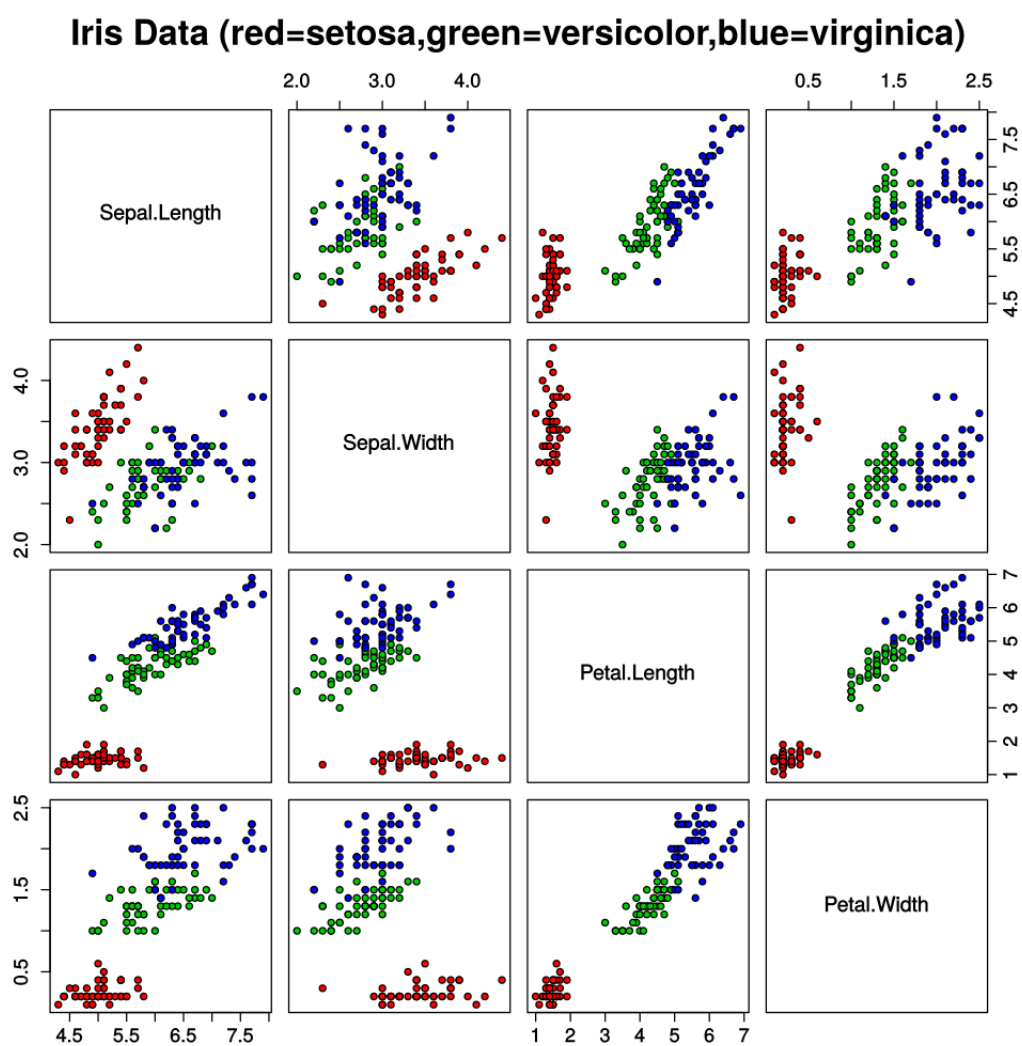 Iris Data (red=setosa,green=versicolor,blue=virginica)
2.0 3.0 4.0 0.5 1.5 2.5
Sepal.Length
7.5
6.5
5.5
4.5
4.0
3.0
2.0
Sepal.Width
Petal.Length
7
6
5
4
3
2
1
2.5
1.5
0.5
Petal.Width
4.5 5.5 6.5 7.5 1 2 3 4 5 6 7